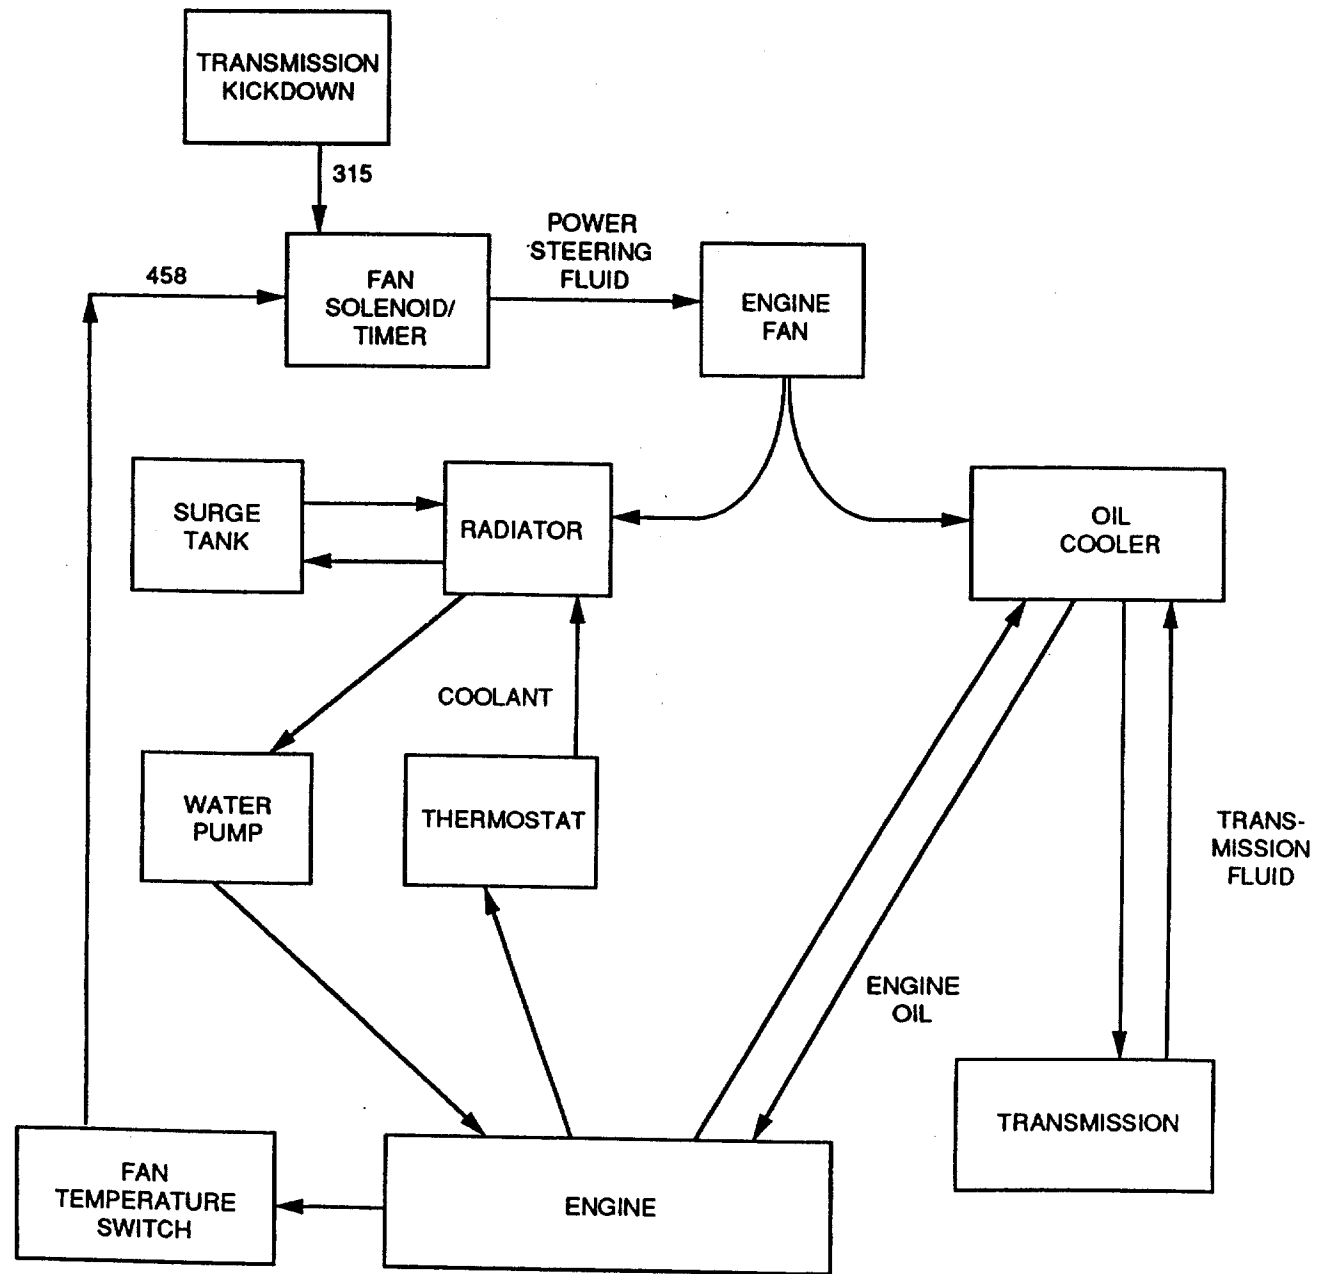 TRANSMISSION
KICKDOWN
315
POWER
STEERING
FLUID
458
FAN
SOLENOID/
TIMER
ENGINE
FAN
SURGE
TANK
RADIATOR
OIL
COOLER
COOLANT
WATER
PUMP
THERMOSTAT
TRANS-
MISSION
FLUID
ENGINE
OIL
TRANSMISSION
FAN
TEMPERATURE
SWITCH
ENGINE